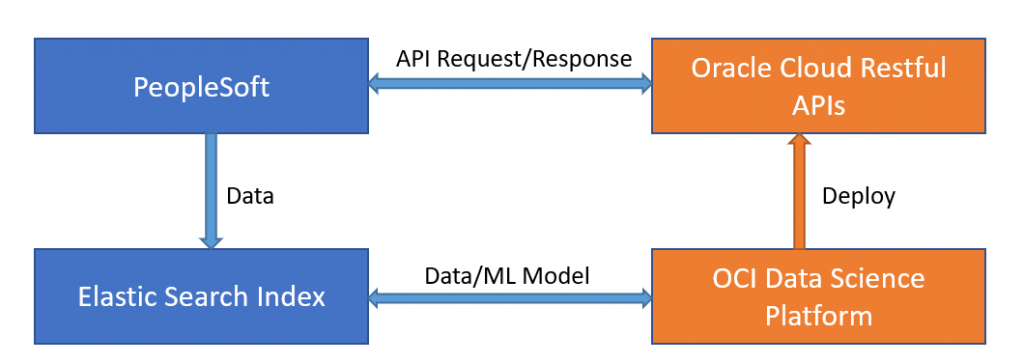 PeopleSoft
API Request/Response
Oracle Cloud Restful
APIs
Data
Deploy
Elastic Search Index
Data/ML Model
OCI Data Science
Platform